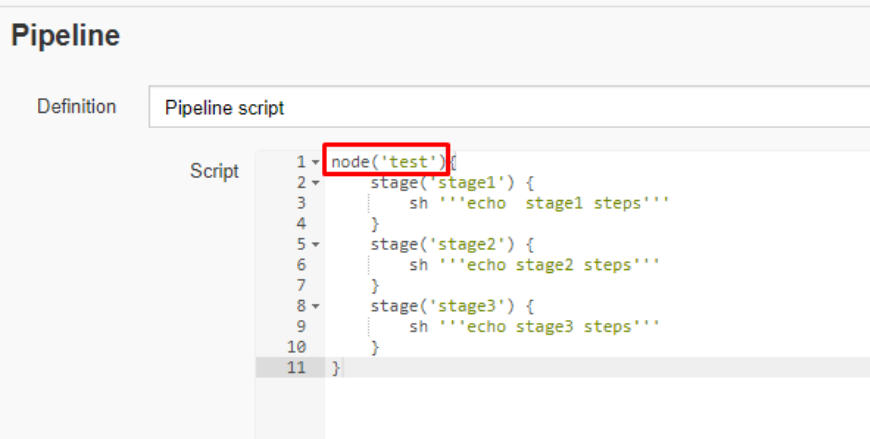 Pipeline
Definition Pipeline script
Script
1 node('test'){
2 stage('stage1') {
3 sh '''echo  stage1 steps'''
4 }
5 stage('stage2') {
6 sh '''echo stage2 steps'''
7 }
8 stage('stage3') {
9 sh '''echo stage3 steps'''
10 }
11 }